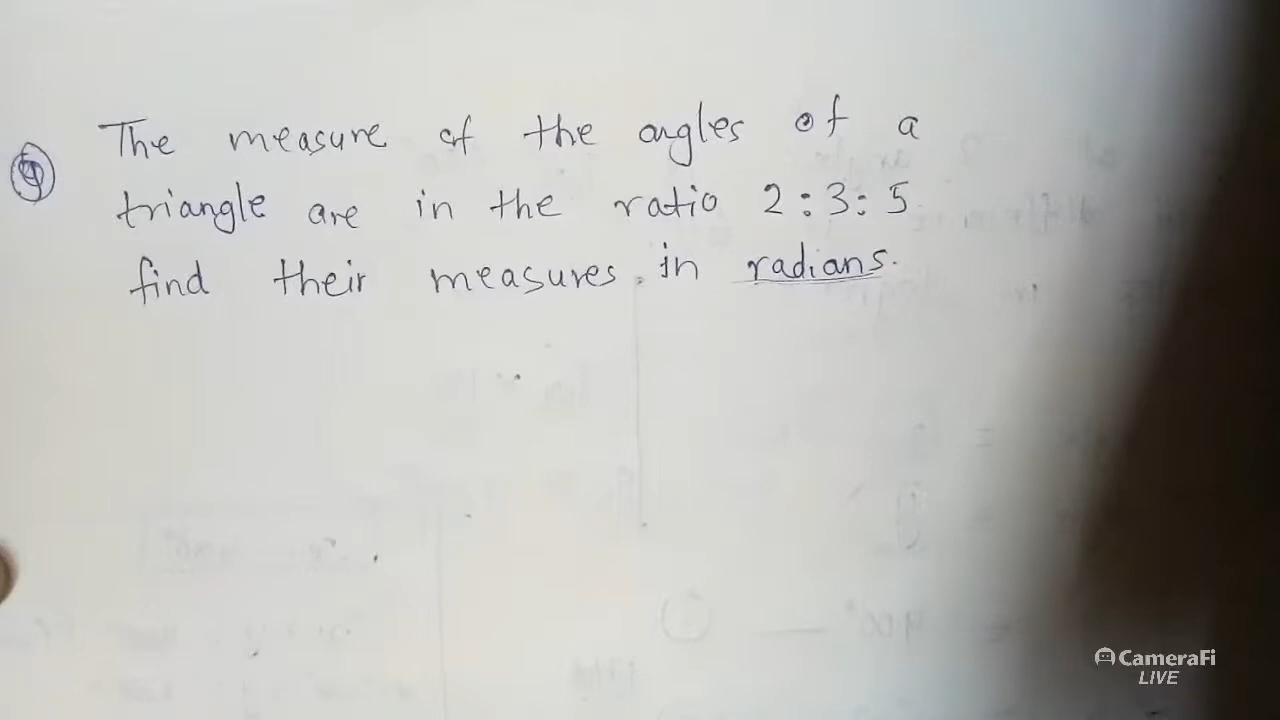 The measure of the angles of a
triangle are in the ratio 2:3:5
find their measures in radians.
CameraFi
LIVE